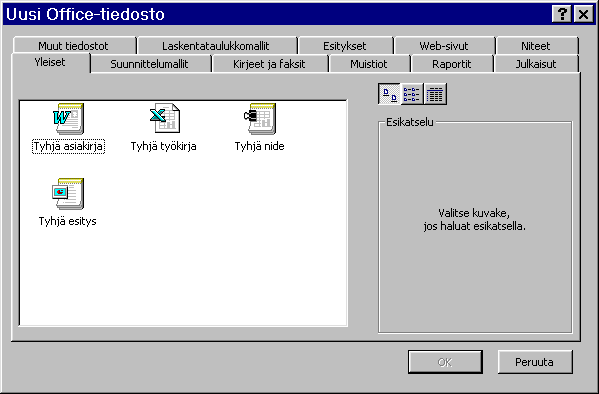 Uusi Office-tiedosto
Muut tiedostot
Laskentataulukkomallit
Esitykset
Web-sivut
Niteet
Yleiset
Suunnittelumallit
Kirjeet ja faksit
Muistiot
Raportit
Julkaisut
Tyhjä asiakirja
Tyhjä työkirja
Tyhjä nide
Tyhjä esitys
Esikatselu
Valitse kuvake,
jos haluat esikatsella.
OK
Peruuta